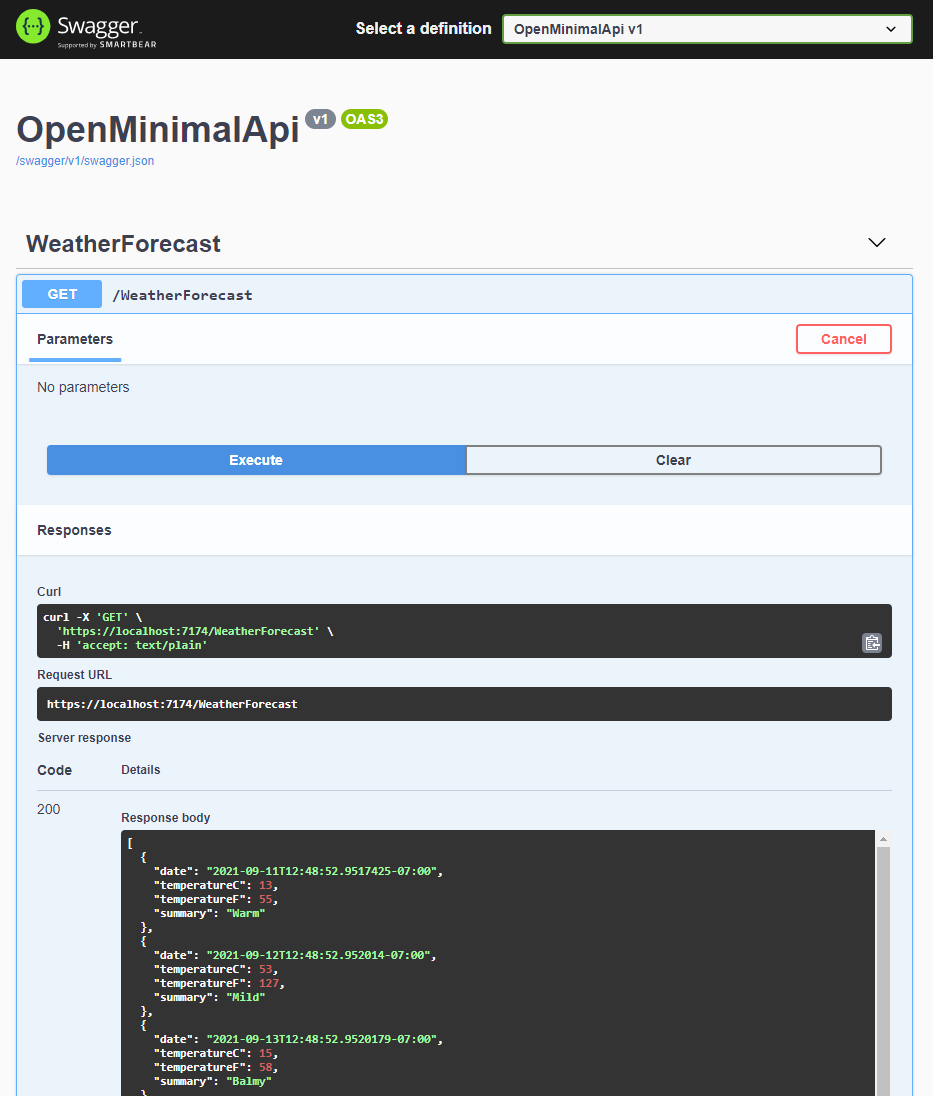 {···} Swagger.
Supported by SMARTBEAR
Select a definition
OpenMinimalApi v1
OpenMinimalApi v1 OAS3
/swagger/v1/swagger.json
WeatherForecast
GET /WeatherForecast
Parameters
Cancel
No parameters
Execute
Clear
Responses
Curl
curl -X 'GET' \
  'https://localhost:7174/WeatherForecast' \
  -H 'accept: text/plain'
Request URL
https://localhost:7174/WeatherForecast
Server response
Code Details
200
Response body
[
  {
    "date": "2021-09-11T12:48:52.9517425-07:00",
    "temperatureC": 13,
    "temperatureF": 55,
    "summary": "Warm"
  },
  {
    "date": "2021-09-12T12:48:52.952014-07:00",
    "temperatureC": 53,
    "temperatureF": 127,
    "summary": "Mild"
  },
  {
    "date": "2021-09-13T12:48:52.9520179-07:00",
    "temperatureC": 15,
    "temperatureF": 58,
    "summary": "Balmy"
  }